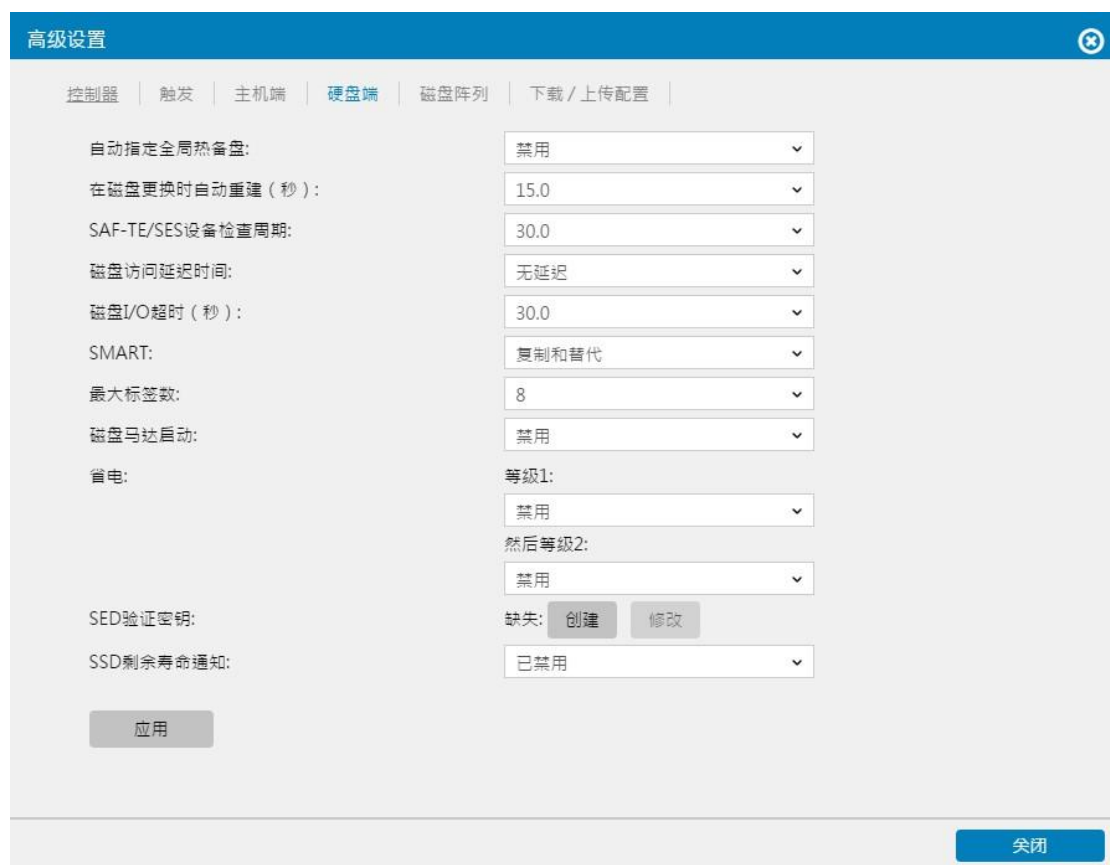 高级设置
控制器 触发 主机端 硬盘端 磁盘阵列 下载 / 上传配置
自动指定全局热备盘: 禁用
在磁盘更换时自动重建 ( 秒 ) : 15.0
SAF-TE/SES设备检查周期: 30.0
磁盘访问延迟时间: 无延迟
磁盘I/O超时 ( 秒 ) : 30.0
SMART: 复制和替代
最大标签数: 8
磁盘马达启动: 禁用
省电: 等级1:
禁用
然后等级2:
禁用
SED验证密钥: 缺失: 创建 修改
SSD剩余寿命通知: 已禁用
应用
关闭